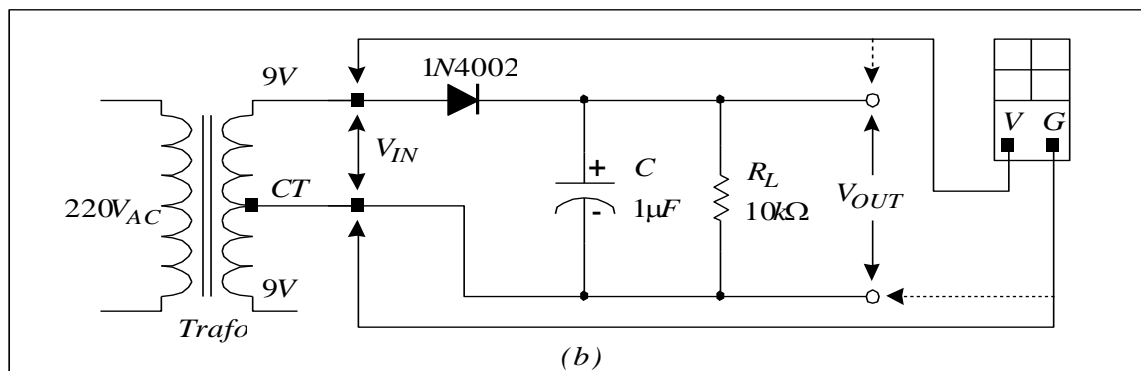 1N4002
9V
V G
V_IN
CT
C
1µF
R_L
10kΩ
V_OUT
220V_AC
9V
Trafo
+
-
(b)